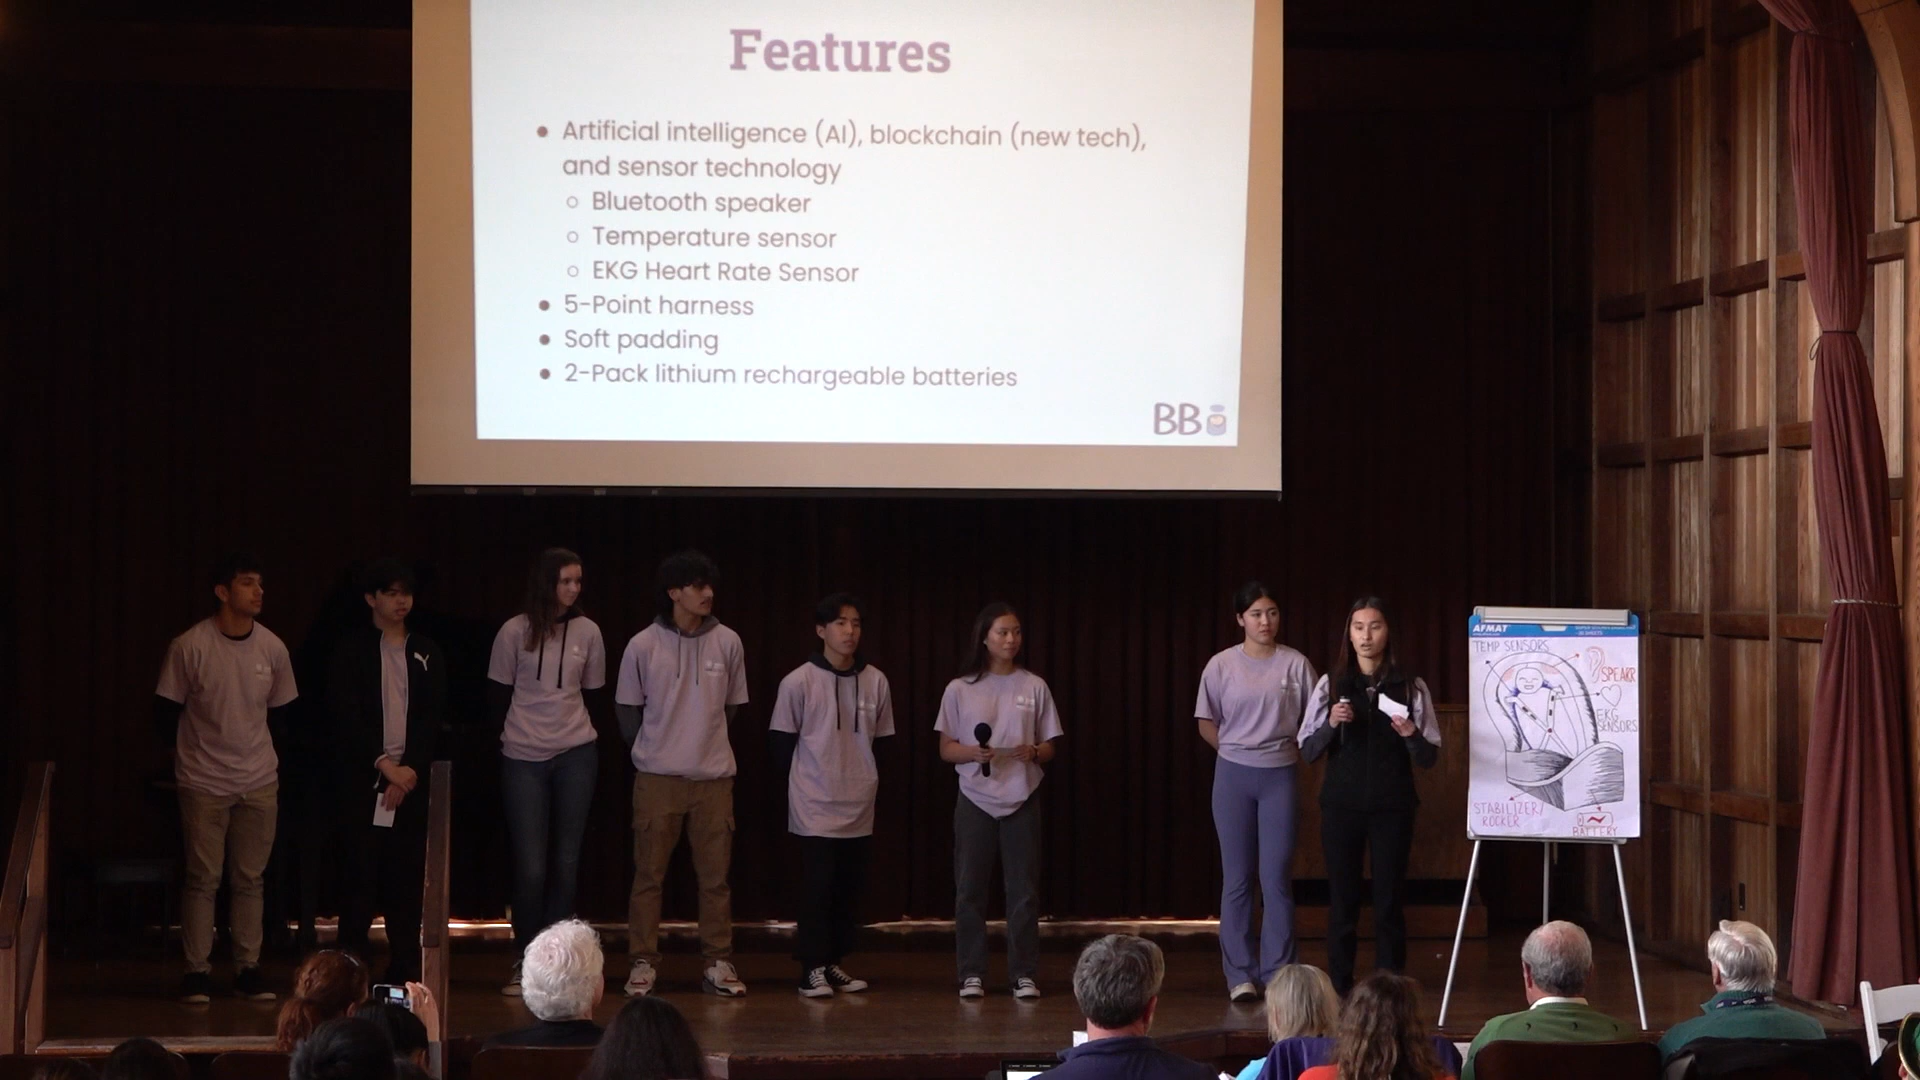 Features
• Artificial intelligence (AI), blockchain (new tech),
and sensor technology
○ Bluetooth speaker
○ Temperature sensor
○ EKG Heart Rate Sensor
• 5-Point harness
• Soft padding
• 2-Pack lithium rechargeable batteries
BB
AFMAT
TEMP SENSORS
SPEAKR
EKG
SENSORS
STABILIZER/
ROCKER
BATTERY